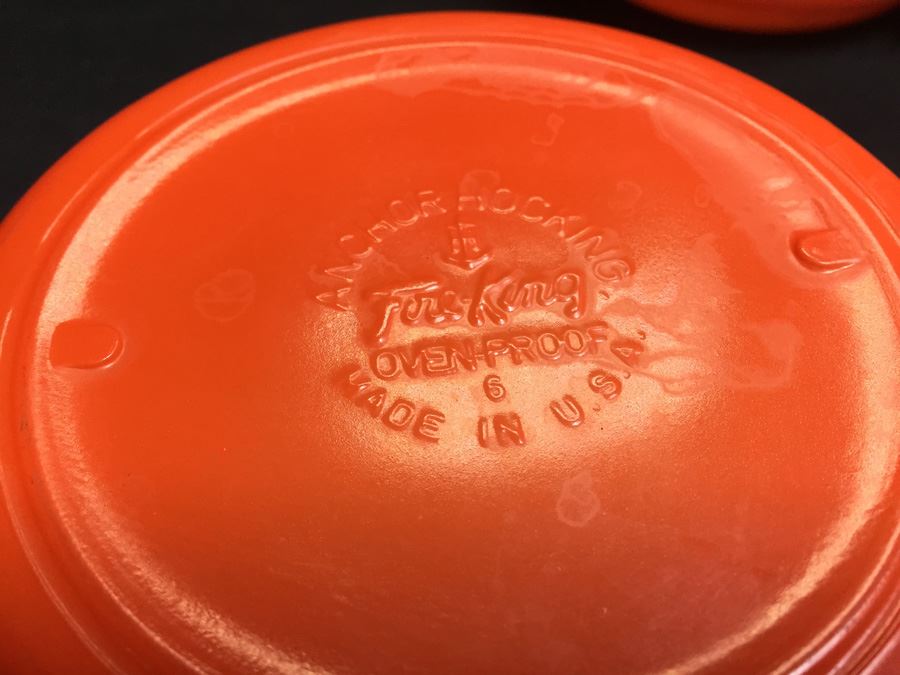 ANCHOR HOCKING.
Fire-King
OVEN-PROOF
6
MADE IN U.S.A.